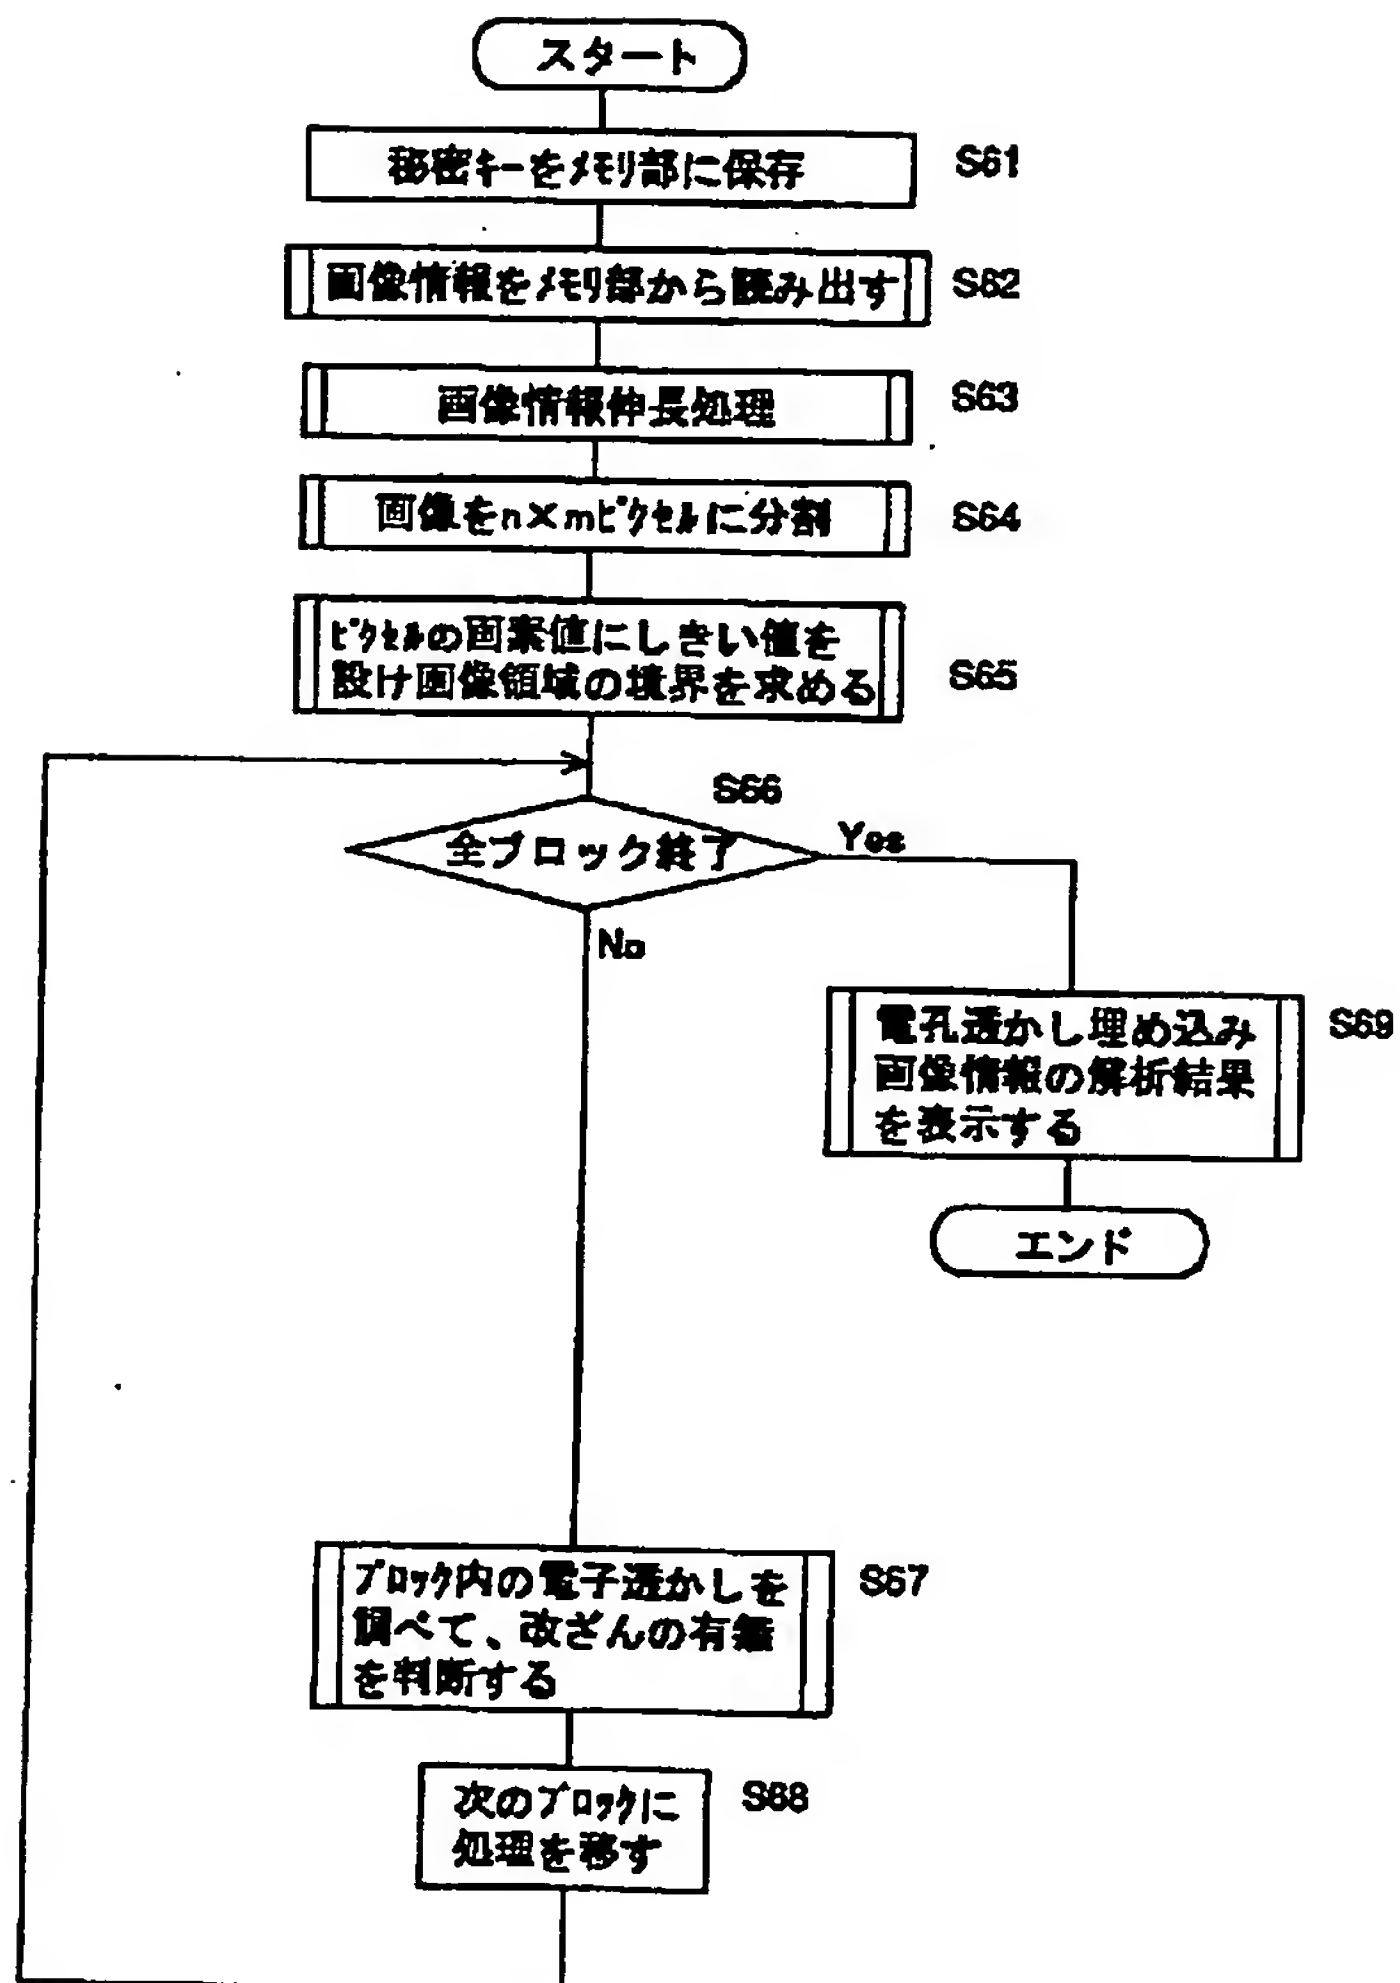 スタート
秘密キーをメモリ部に保存 S61
画像情報をメモリ部から読み出す S62
画像情報伸長処理 S63
画像をn×mピクセルに分割 S64
ピクセルの画素値にしきい値を
設け画像領域の境界を求める S65
S66
全ブロック終了 Yes
No
電孔透かし埋め込み S69
画像情報の解析結果
を表示する
エンド
ブロック内の電子透かしを S67
調べて、改ざんの有無
を判断する
次のブロックに S68
処理を移す